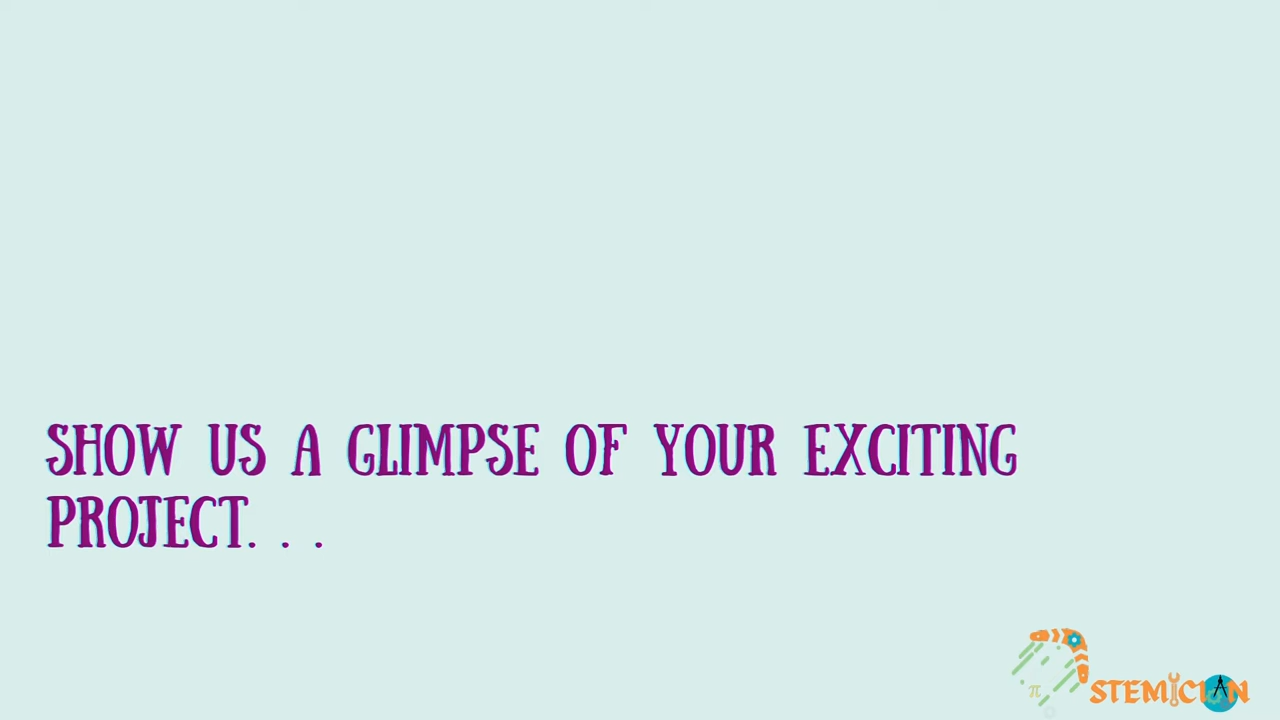 SHOW US A GLIMPSE OF YOUR EXCITING
PROJECT. . .
π
STEMICIAN